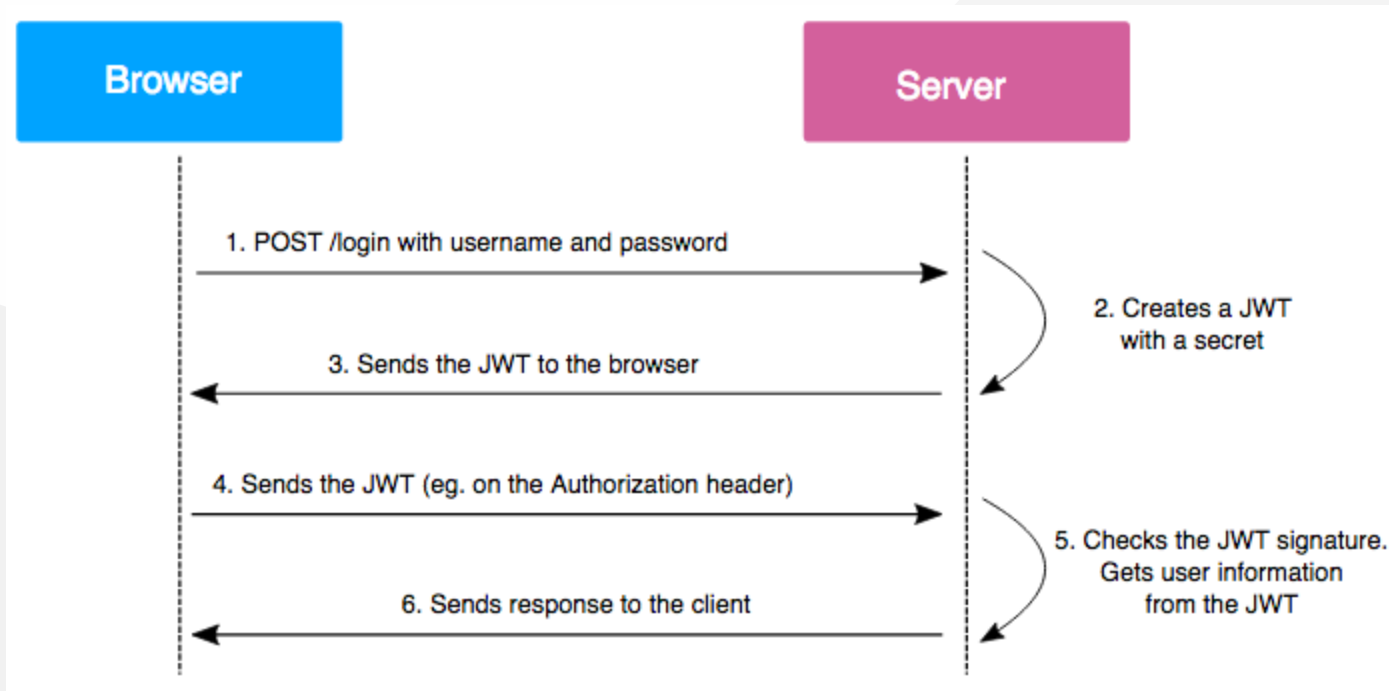 Browser
Server
1. POST /login with username and password
2. Creates a JWT
with a secret
3. Sends the JWT to the browser
4. Sends the JWT (eg. on the Authorization header)
5. Checks the JWT signature.
Gets user information
from the JWT
6. Sends response to the client